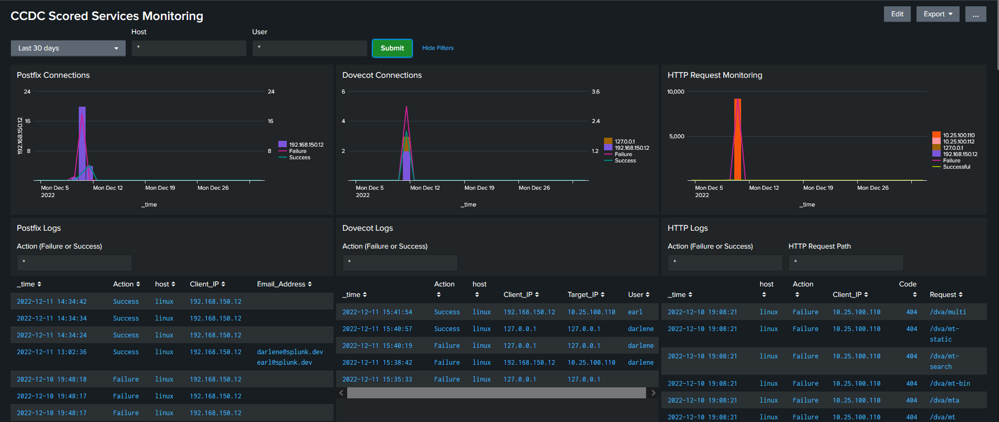 CCDC Scored Services Monitoring
Edit
Export
...
Host
User
Last 30 days
*
*
Submit
Hide Filters
Postfix Connections
24
16
8
24
16
8
192.168.150.12
192.168.150.12
Failure
Success
Mon Dec 5
2022
Mon Dec 12
Mon Dec 19
Mon Dec 26
_time
Dovecot Connections
6
4
2
3.6
2.4
1.2
127.0.0.1
192.168.150.12
Failure
Success
Mon Dec 5
2022
Mon Dec 12
Mon Dec 19
Mon Dec 26
_time
HTTP Request Monitoring
10,000
5,000
10.25.100.110
10.25.100.112
127.0.0.1
192.168.150.12
Failure
Successful
Mon Dec 5
2022
Mon Dec 12
Mon Dec 19
Mon Dec 26
_time
Postfix Logs
Action (Failure or Success)
*
_time Action host Client_IP Email_Address
2022-12-11 14:34:42 Success linux 192.168.150.12
2022-12-11 14:34:34 Success linux 192.168.150.12
2022-12-11 14:34:24 Success linux 192.168.150.12
2022-12-11 13:02:36 Success linux 192.168.150.12 darlene@splunk.dev
earl@splunk.dev
2022-12-10 19:48:18 Failure linux 192.168.150.12
2022-12-10 19:48:17 Failure linux 192.168.150.12
2022-12-10 19:48:17 Failure linux 192.168.150.12
Dovecot Logs
Action (Failure or Success)
*
_time Action host Client_IP Target_IP User
2022-12-11 15:41:54 Success linux 192.168.150.12 10.25.100.110 earl
2022-12-11 15:40:57 Success linux 127.0.0.1 127.0.0.1 darlene
2022-12-11 15:40:19 Failure linux 127.0.0.1 127.0.0.1 darlene
2022-12-11 15:38:42 Failure linux 192.168.150.12 10.25.100.110 darlene
2022-12-11 15:35:33 Failure linux 127.0.0.1 127.0.0.1
HTTP Logs
Action (Failure or Success) HTTP Request Path
* *
_time host Action Client_IP Code Request
2022-12-10 19:08:21 linux Failure 10.25.100.110 404 /dva/multi
2022-12-10 19:08:21 linux Failure 10.25.100.110 404 /dva/mt-
static
2022-12-10 19:08:21 linux Failure 10.25.100.110 404 /dva/mt-
search
2022-12-10 19:08:21 linux Failure 10.25.100.110 404 /dva/mt-bin
2022-12-10 19:08:21 linux Failure 10.25.100.110 404 /dva/mta
2022-12-10 19:08:21 linux Failure 10.25.100.110 404 /dva/mt